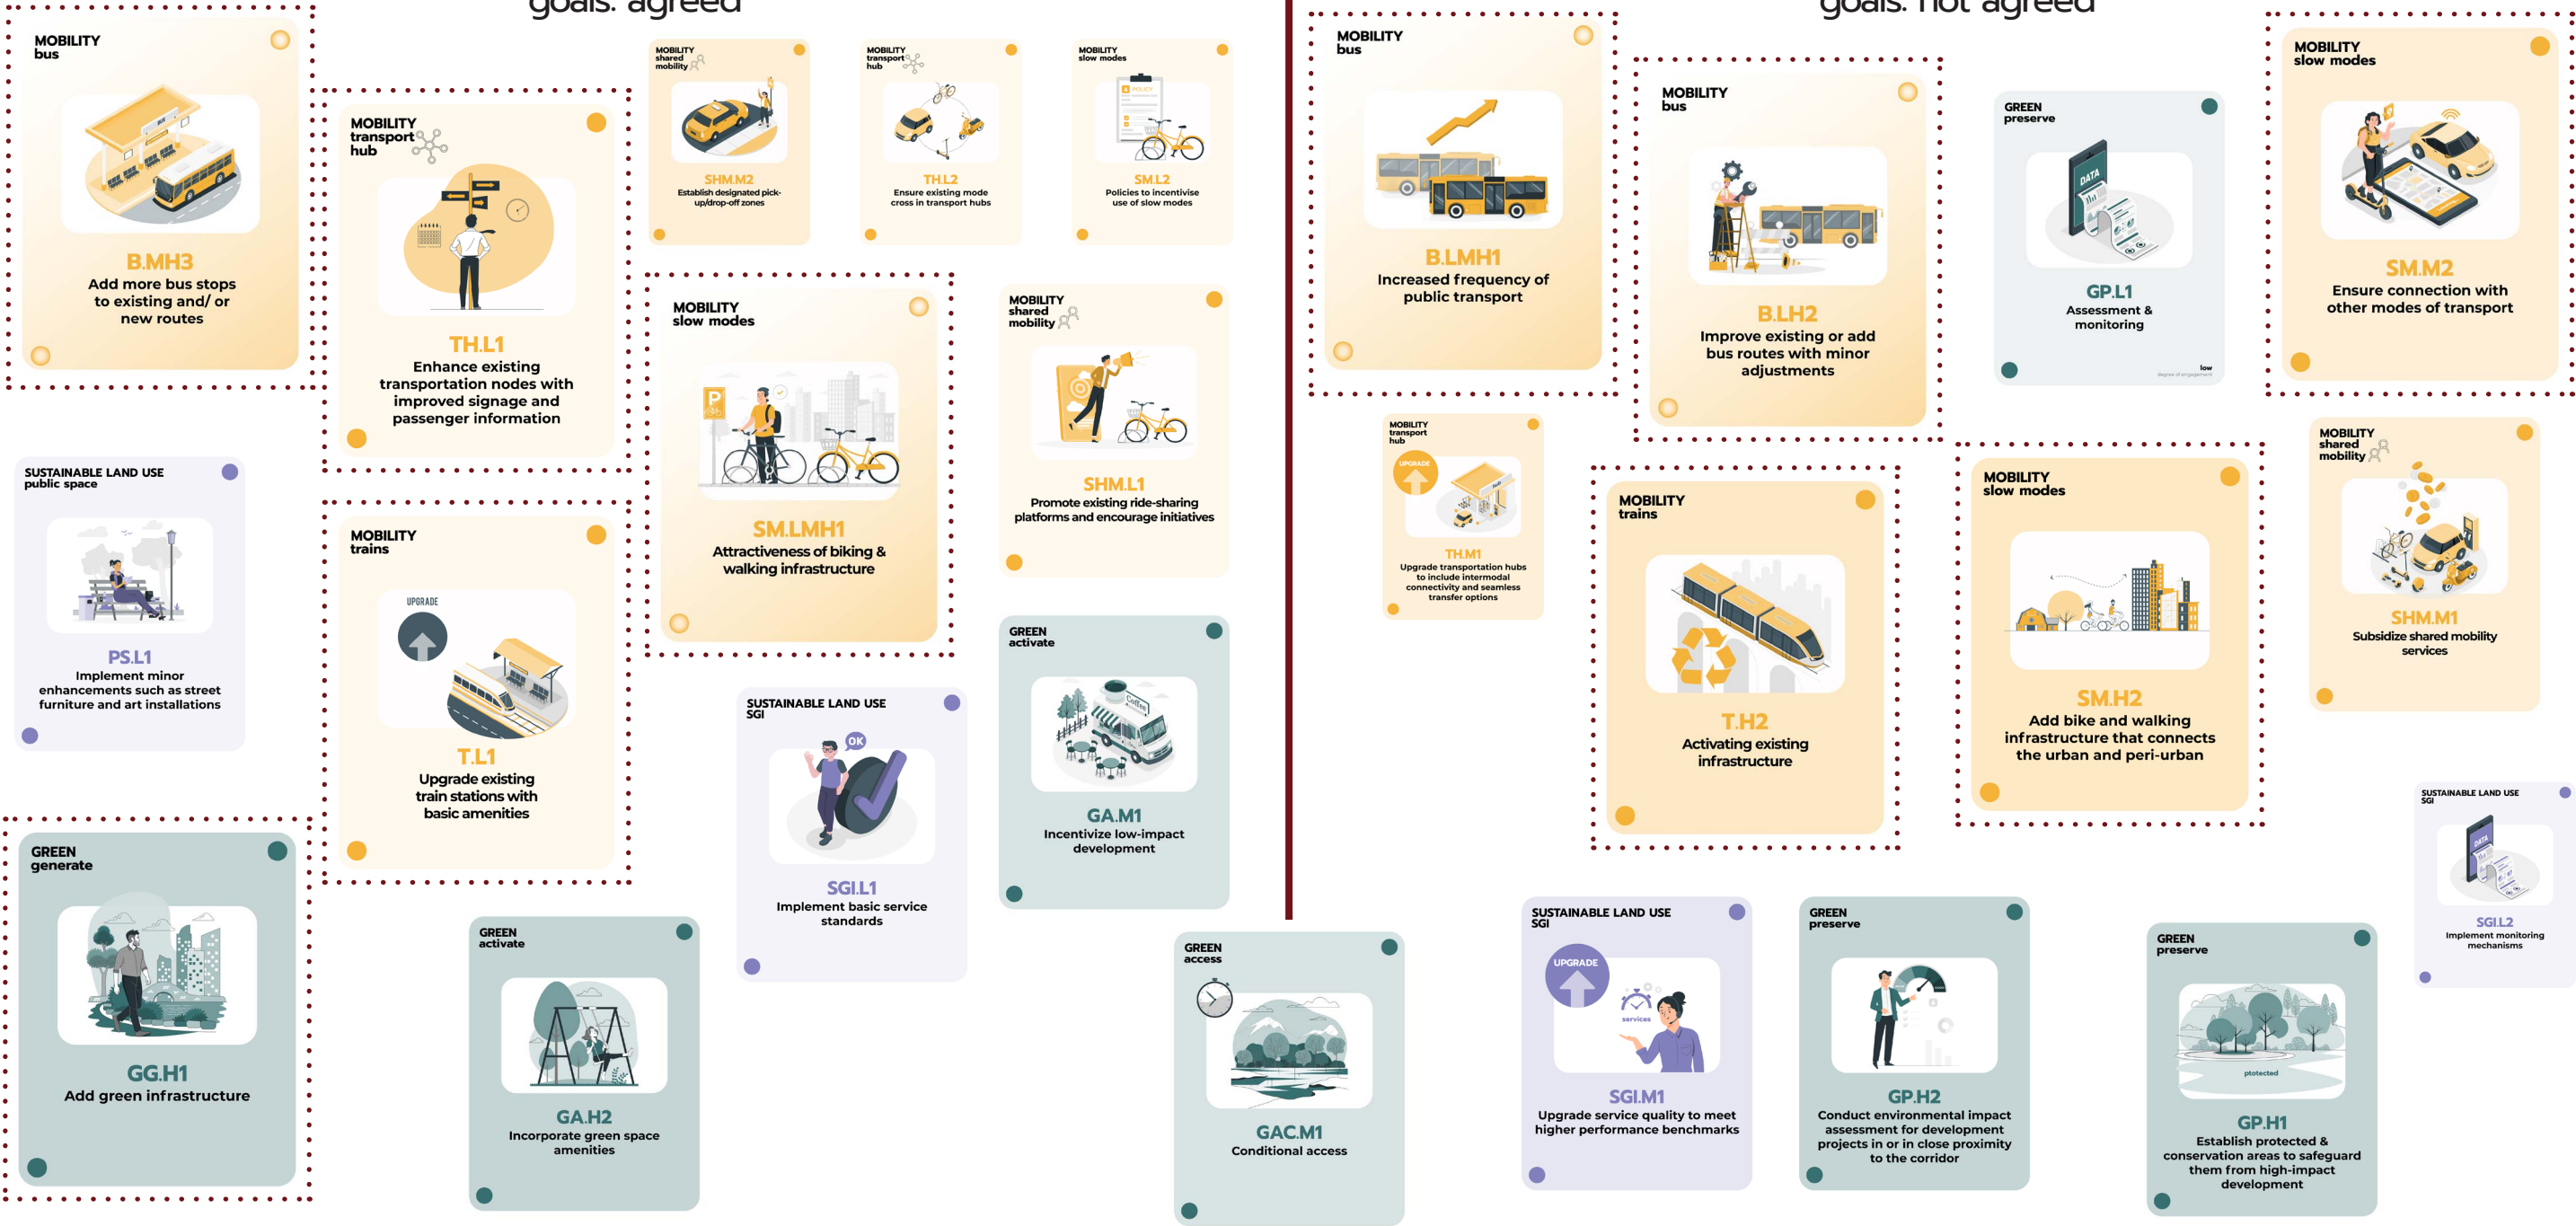 goals: agreed
MOBILITY
bus
B.MH3
Add more bus stops
to existing and/ or
new routes
MOBILITY
transport
hub
TH.L1
Enhance existing
transportation nodes with
improved signage and
passenger information
MOBILITY
shared
mobility
SHM.M2
Establish designated pick-
up/drop-off zones
MOBILITY
transport
hub
TH.L2
Ensure existing mode
cross in transport hubs
MOBILITY
slow modes
POLICY
SM.L2
Policies to incentivise
use of slow modes
MOBILITY
slow modes
P
SM.LMH1
Attractiveness of biking &
walking infrastructure
MOBILITY
shared
mobility
SHM.L1
Promote existing ride-sharing
platforms and encourage initiatives
SUSTAINABLE LAND USE
public space
PS.L1
Implement minor
enhancements such as street
furniture and art installations
MOBILITY
trains
UPGRADE
T.L1
Upgrade existing
train stations with
basic amenities
GREEN
activate
Coffee
GA.M1
Incentivize low-impact
development
SUSTAINABLE LAND USE
SGI
OK
SGI.L1
Implement basic service
standards
GREEN
generate
GG.H1
Add green infrastructure
GREEN
activate
GA.H2
Incorporate green space
amenities
GREEN
access
GAC.M1
Conditional access
goals: not agreed
MOBILITY
bus
B.LMH1
Increased frequency of
public transport
MOBILITY
bus
B.LH2
Improve existing or add
bus routes with minor
adjustments
GREEN
preserve
DATA
GP.L1
Assessment &
monitoring
low
degree of engagement
MOBILITY
slow modes
SM.M2
Ensure connection with
other modes of transport
MOBILITY
transport
hub
UPGRADE
TH.M1
Upgrade transportation hubs
to include intermodal
connectivity and seamless
transfer options
MOBILITY
trains
T.H2
Activating existing
infrastructure
MOBILITY
slow modes
SM.H2
Add bike and walking
infrastructure that connects
the urban and peri-urban
MOBILITY
shared
mobility
SHM.M1
Subsidize shared mobility
services
SUSTAINABLE LAND USE
SGI
DATA
SGI.L2
Implement monitoring
mechanisms
SUSTAINABLE LAND USE
SGI
UPGRADE
services
SGI.M1
Upgrade service quality to meet
higher performance benchmarks
GREEN
preserve
GP.H2
Conduct environmental impact
assessment for development
projects in or in close proximity
to the corridor
GREEN
preserve
ptotected
GP.H1
Establish protected &
conservation areas to safeguard
them from high-impact
development